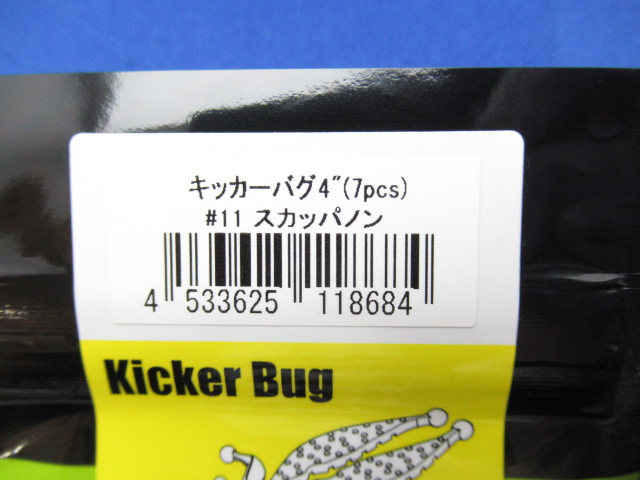 キッカーバグ4"(7pcs)
#11 スカッパノン
4 533625 118684
Kicker Bug